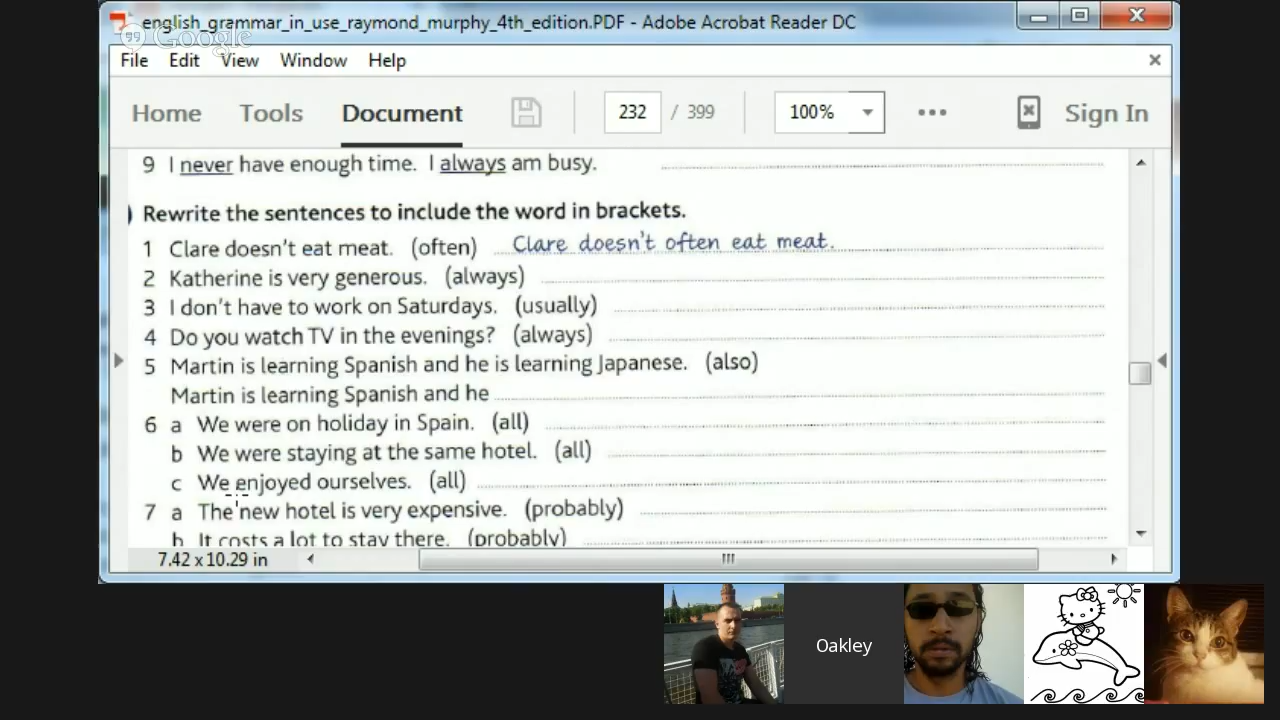 english_grammar_in_use_raymond_murphy_4th_edition.PDF - Adobe Acrobat Reader DC
Google
File Edit View Window Help
Home Tools Document 232 / 399 100% Sign In
9 I never have enough time. I always am busy.
Rewrite the sentences to include the word in brackets.
1 Clare doesn't eat meat. (often) Clare doesn't often eat meat.
2 Katherine is very generous. (always)
3 I don't have to work on Saturdays. (usually)
4 Do you watch TV in the evenings? (always)
5 Martin is learning Spanish and he is learning Japanese. (also)
Martin is learning Spanish and he
6 a We were on holiday in Spain. (all)
b We were staying at the same hotel. (all)
c We enjoyed ourselves. (all)
7 a The new hotel is very expensive. (probably)
b It costs a lot to stay there. (probably)
7.42 x 10.29 in
Oakley